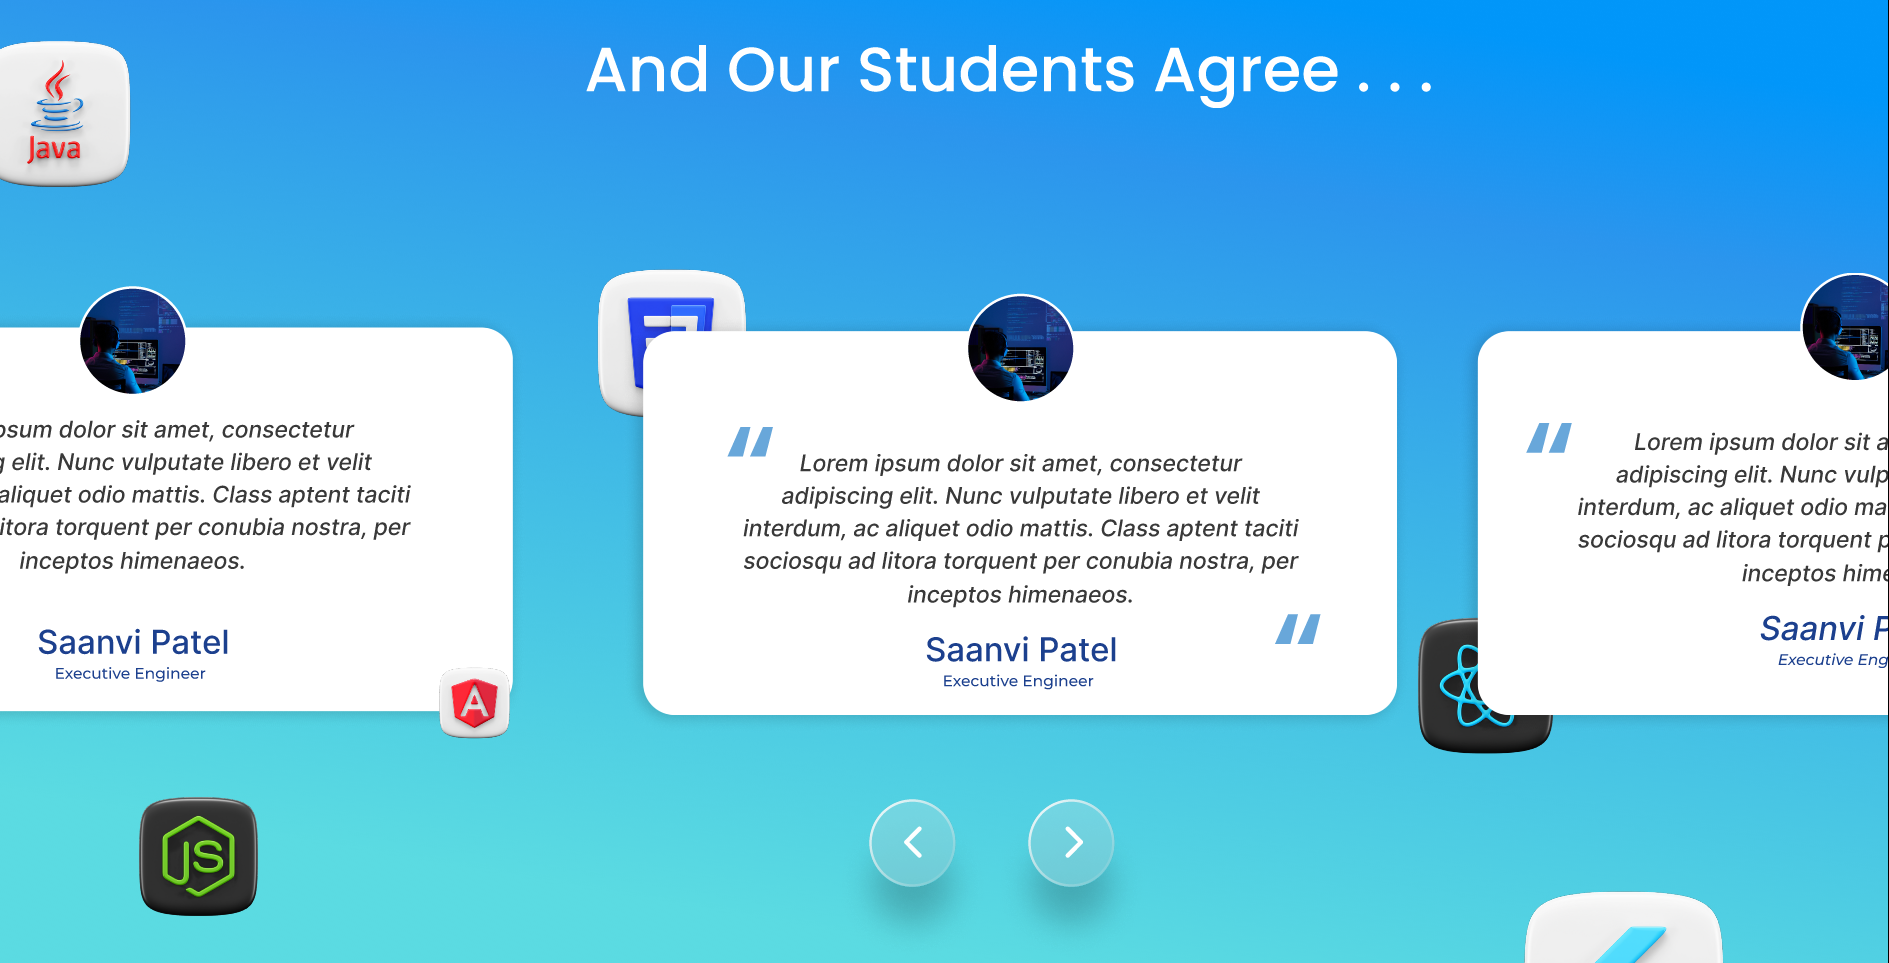 And Our Students Agree . . .
Java
ipsum dolor sit amet, consectetur
elit. Nunc vulputate libero et velit
aliquet odio mattis. Class aptent taciti
litora torquent per conubia nostra, per
inceptos himenaeos.
Saanvi Patel
Executive Engineer
A
“
Lorem ipsum dolor sit amet, consectetur
adipiscing elit. Nunc vulputate libero et velit
interdum, ac aliquet odio mattis. Class aptent taciti
sociosqu ad litora torquent per conubia nostra, per
inceptos himenaeos.
“
Saanvi Patel
Executive Engineer
“
Lorem ipsum dolor sit a
adipiscing elit. Nunc vulp
interdum, ac aliquet odio ma
sociosqu ad litora torquent p
inceptos hime
Saanvi P
Executive Eng
JS